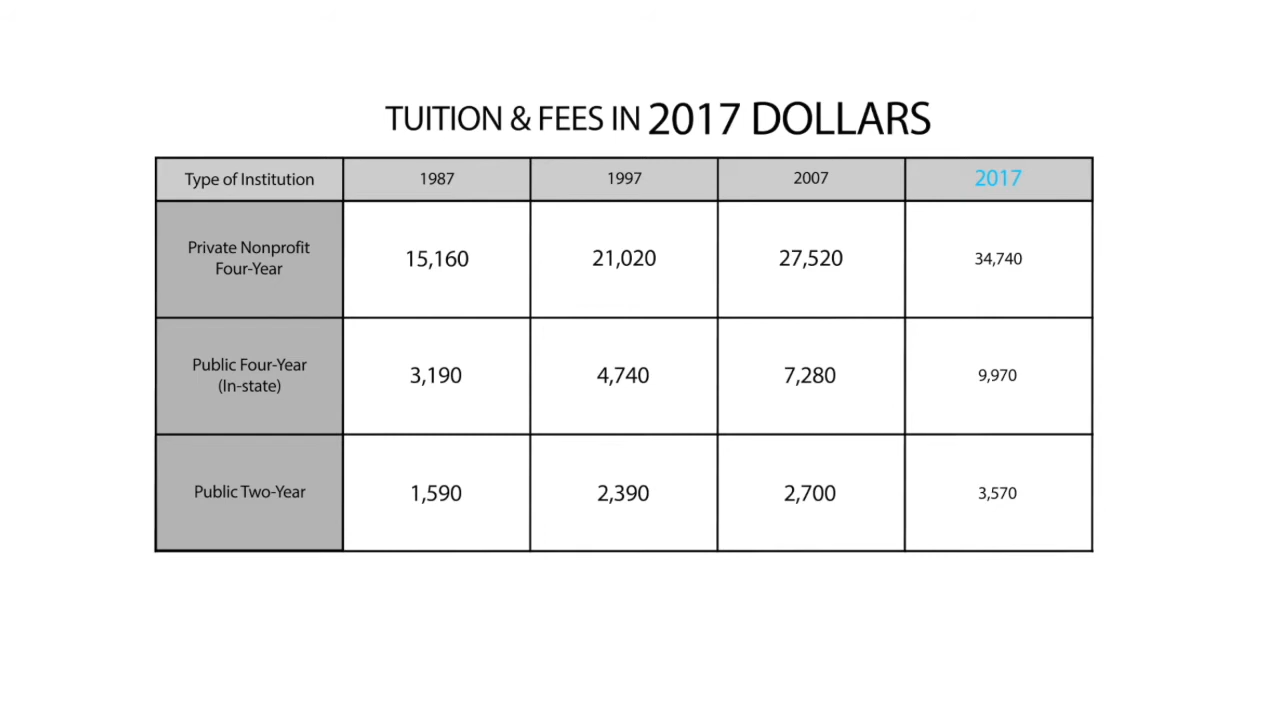 TUITION & FEES IN 2017 DOLLARS
Type of Institution 1987 1997 2007 2017
Private Nonprofit
Four-Year 15,160 21,020 27,520 34,740
Public Four-Year
(In-state) 3,190 4,740 7,280 9,970
Public Two-Year 1,590 2,390 2,700 3,570